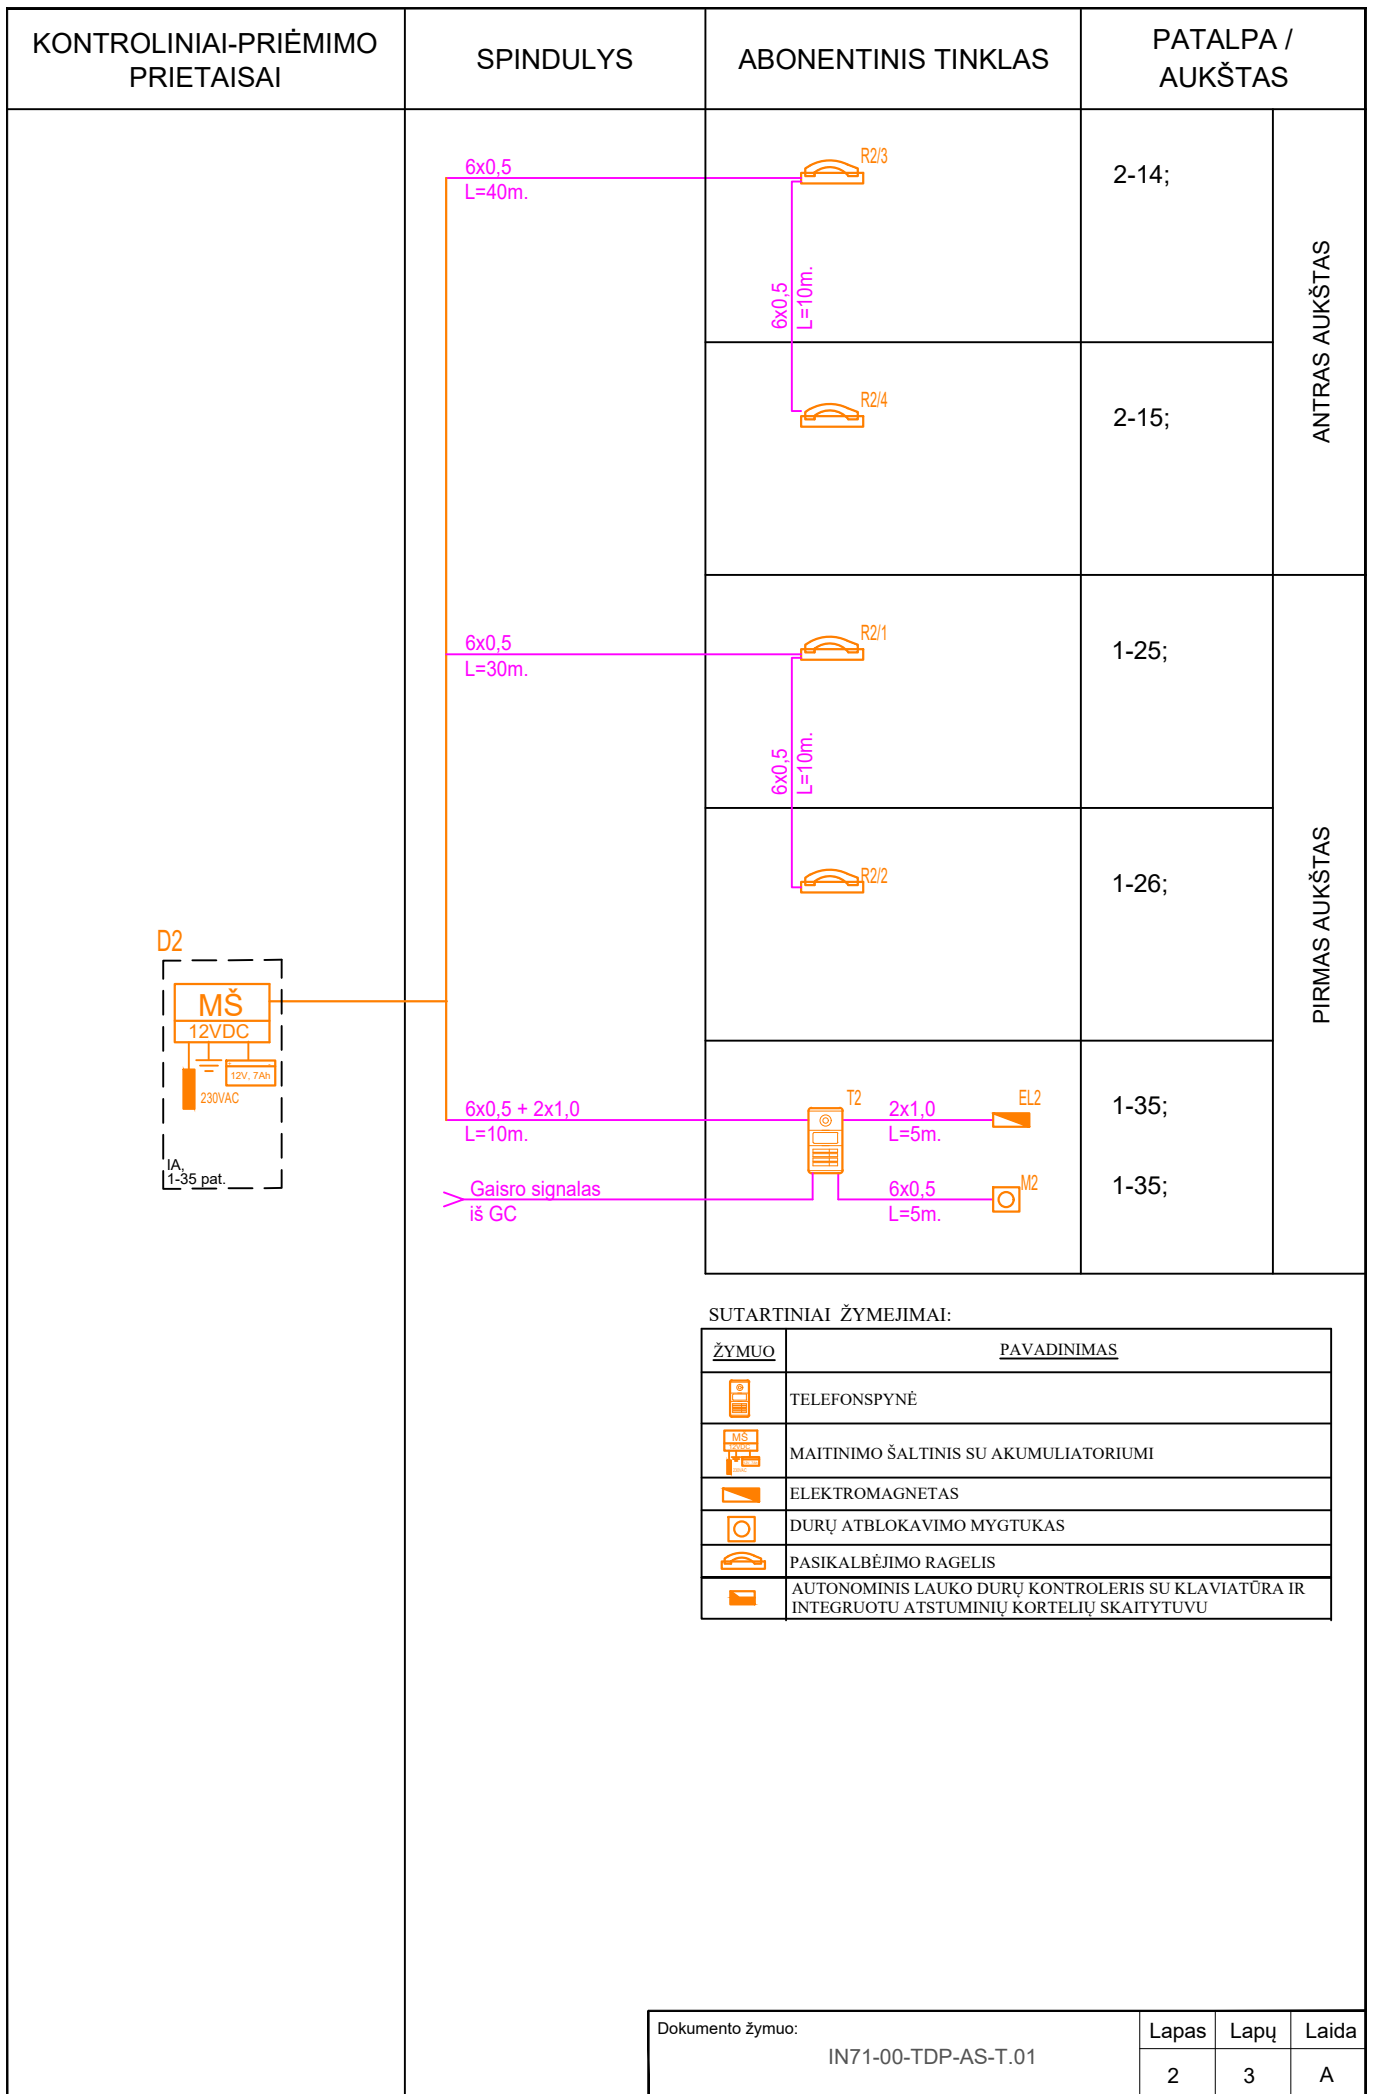 KONTROLINIAI-PRIĖMIMO
PRIETAISAI
SPINDULYS
ABONENTINIS TINKLAS
PATALPA /
AUKŠTAS
6x0,5
L=40m.
R2/3
2-14;
6x0,5
L=10m.
R2/4
2-15;
ANTRAS AUKŠTAS
6x0,5
L=30m.
R2/1
1-25;
6x0,5
L=10m.
R2/2
1-26;
PIRMAS AUKŠTAS
D2
MŠ
12VDC
12V, 7Ah
230VAC
IA,
1-35 pat.
6x0,5 + 2x1,0
L=10m.
T2
2x1,0
L=5m.
EL2
1-35;
Gaisro signalas
iš GC
6x0,5
L=5m.
M2
1-35;
SUTARTINIAI ŽYMEJIMAI:
ŽYMUO
PAVADINIMAS
TELEFONSPYNĖ
MŠ
12VDC
MAITINIMO ŠALTINIS SU AKUMULIATORIUMI
ELEKTROMAGNETAS
DURŲ ATBLOKAVIMO MYGTUKAS
PASIKALBĖJIMO RAGELIS
AUTONOMINIS LAUKO DURŲ KONTROLERIS SU KLAVIATŪRA IR
INTEGRUOTU ATSTUMINIŲ KORTELIŲ SKAITYTUVU
Dokumento žymuo:
IN71-00-TDP-AS-T.01
Lapas
Lapų
Laida
2
3
A